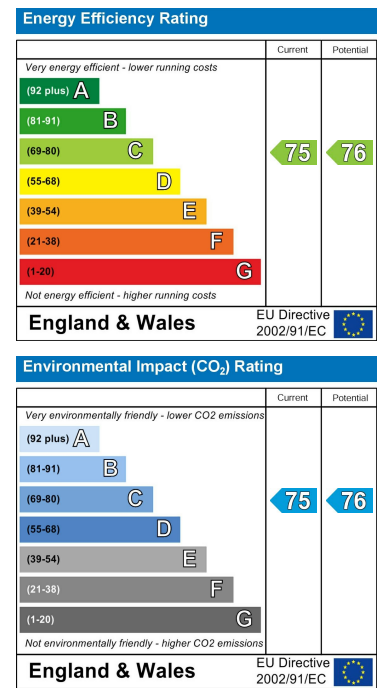 Energy Efficiency Rating
Current Potential
Very energy efficient - lower running costs
(92 plus) A
(81-91) B
(69-80) C 75 76
(55-68) D
(39-54) E
(21-38) F
(1-20) G
Not energy efficient - higher running costs
England & Wales EU Directive
2002/91/EC
Environmental Impact (CO₂) Rating
Current Potential
Very environmentally friendly - lower CO2 emissions
(92 plus) A
(81-91) B
(69-80) C 75 76
(55-68) D
(39-54) E
(21-38) F
(1-20) G
Not environmentally friendly - higher CO2 emissions
England & Wales EU Directive
2002/91/EC